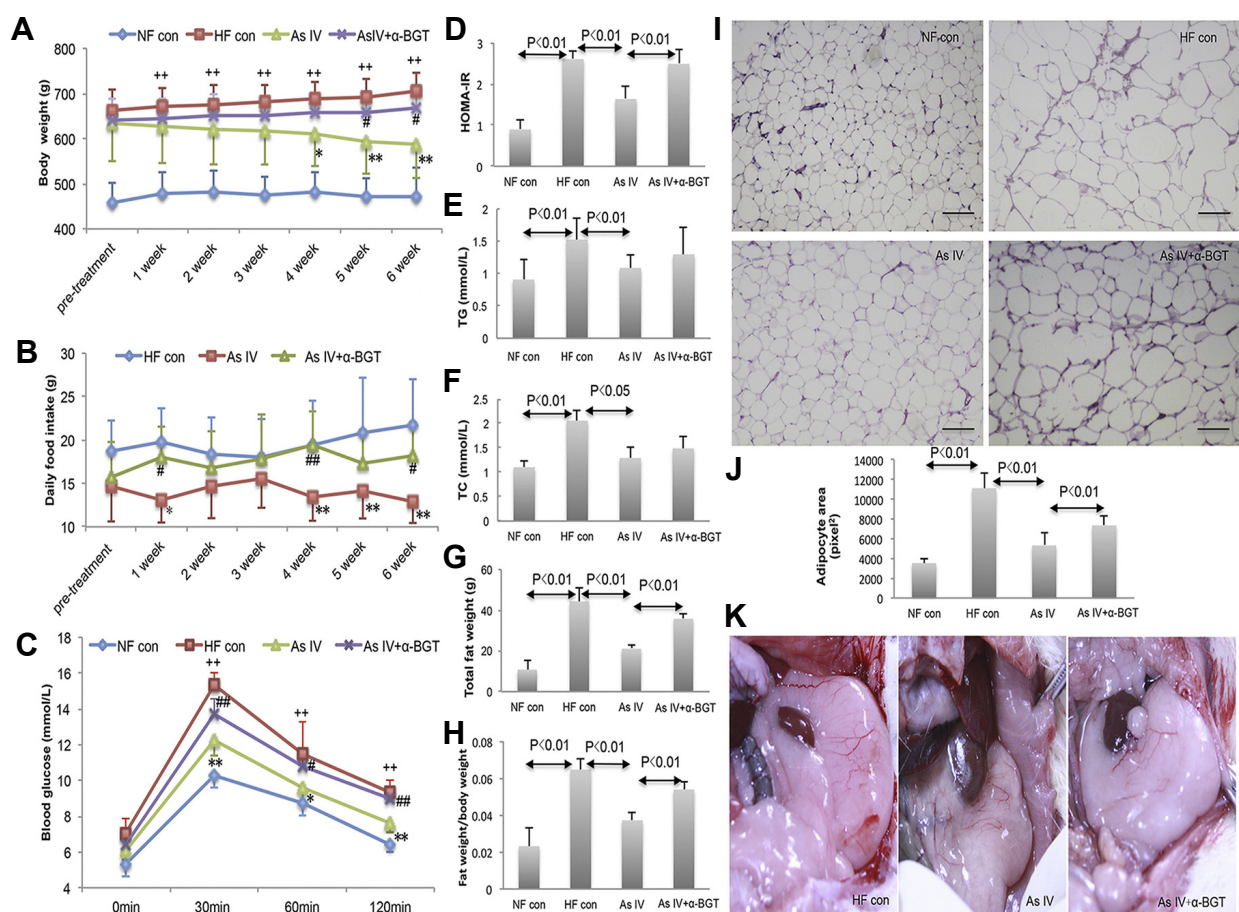 A
NF con HF con As IV AsIV+α-BGT
Body weight (g)
800
700
600
500
400
++ ++ ++ ++ ++ ++
# #
* ** **
pre-treatment 1 week 2 week 3 week 4 week 5 week 6 week
B
HF con As IV As IV+α-BGT
Daily food intake (g)
30
25
20
15
10
# ## #
* ** ** **
pre-treatment 1 week 2 week 3 week 4 week 5 week 6 week
C
NF con HF con As IV As IV+α-BGT
Blood glucose (mmol/L)
18
16
14
12
10
8
6
4
++ ++ ++
## # ##
** * **
0min 30min 60min 120min
D
HOMA-IR
3
2
1
0
P<0.01 P<0.01 P<0.01
NF con HF con As IV As IV+α-BGT
E
TG (mmol/L)
2
1.5
1
0.5
0
P<0.01 P<0.01
NF con HF con As IV As IV+α-BGT
F
TC (mmol/L)
2.5
2
1.5
1
0.5
0
P<0.01 P<0.05
NF con HF con As IV As IV+α-BGT
G
Total fat weight (g)
60
40
20
0
P<0.01 P<0.01 P<0.01
NF con HF con As IV As IV+α-BGT
H
Fat weight/body weight
0.08
0.06
0.04
0.02
0
P<0.01 P<0.01 P<0.01
NF con HF con As IV As IV+α-BGT
I
NF con
HF con
As IV
As IV+α-BGT
J
Adipocyte area
(pixel²)
14000
12000
10000
8000
6000
4000
2000
0
P<0.01 P<0.01 P<0.01
NF con HF con As IV As IV+α-BGT
K
HF con
As IV
As IV+α-BGT